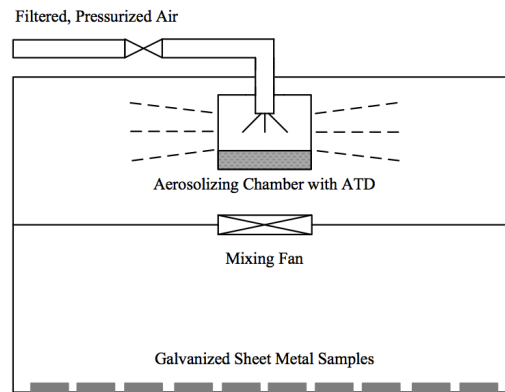 Filtered, Pressurized Air
Aerosolizing Chamber with ATD
Mixing Fan
Galvanized Sheet Metal Samples